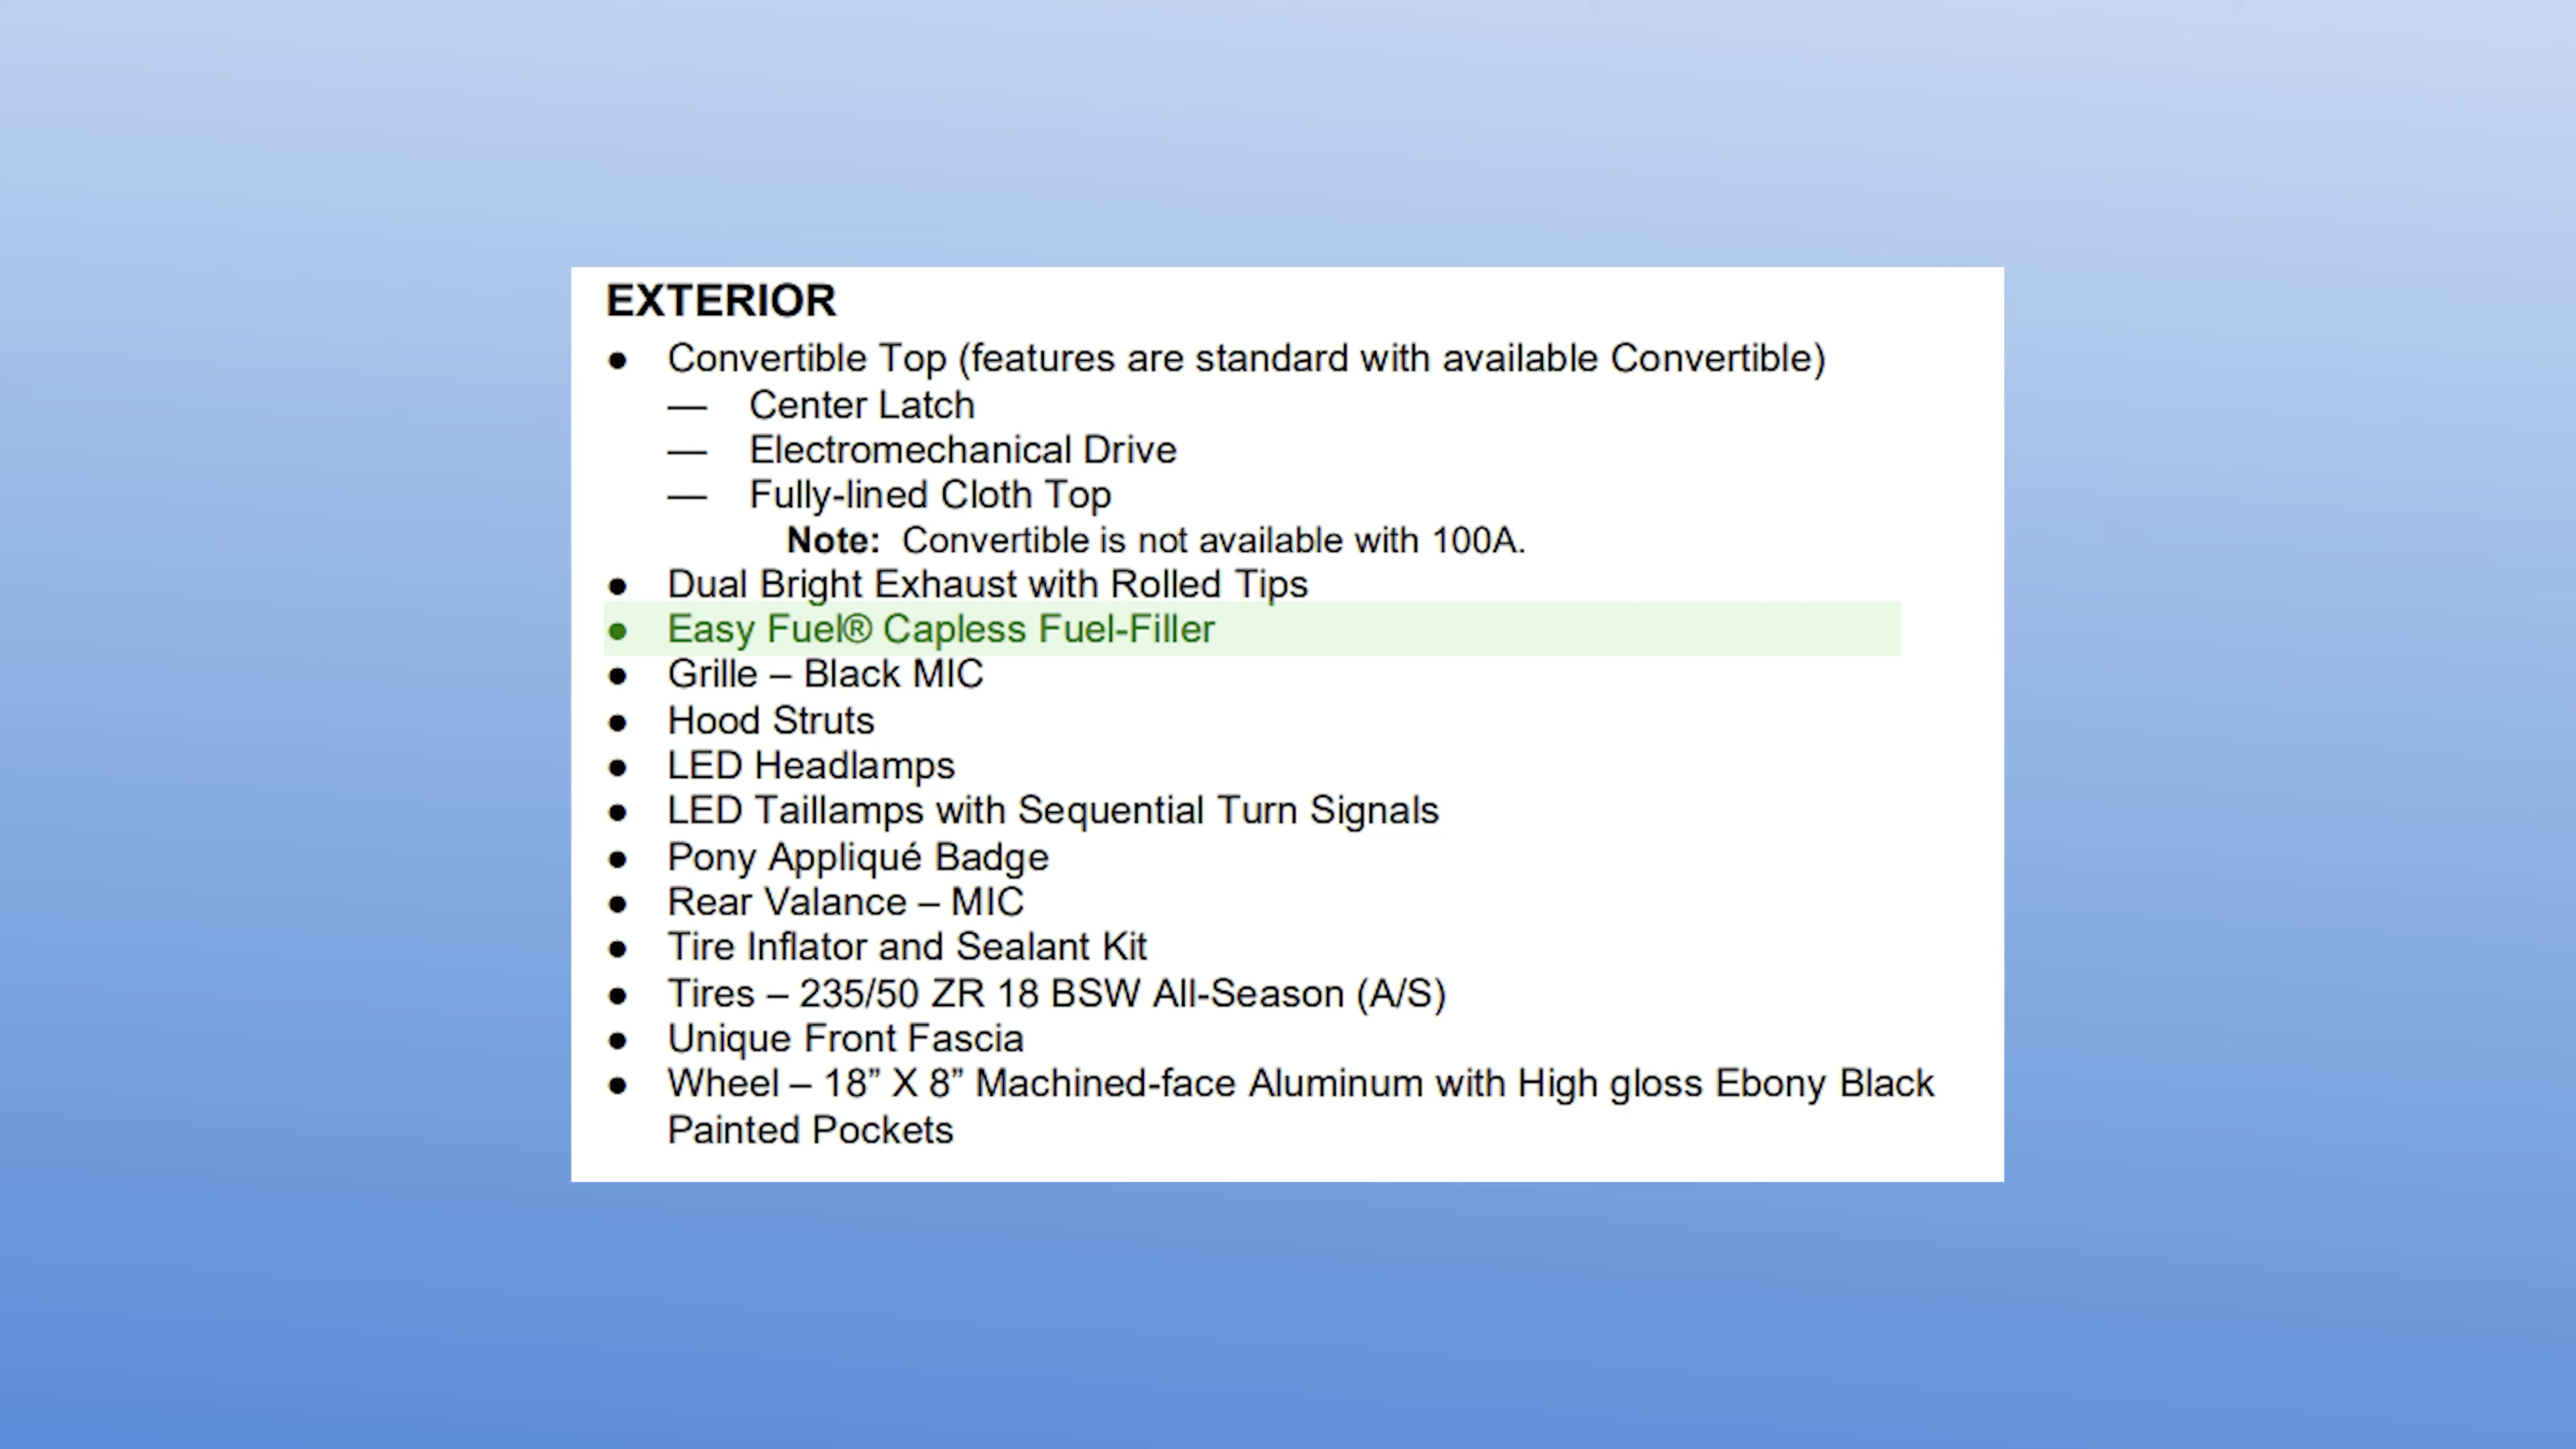 EXTERIOR
● Convertible Top (features are standard with available Convertible)
— Center Latch
— Electromechanical Drive
— Fully-lined Cloth Top
Note: Convertible is not available with 100A.
● Dual Bright Exhaust with Rolled Tips
● Easy Fuel® Capless Fuel-Filler
● Grille – Black MIC
● Hood Struts
● LED Headlamps
● LED Taillamps with Sequential Turn Signals
● Pony Appliqué Badge
● Rear Valance – MIC
● Tire Inflator and Sealant Kit
● Tires – 235/50 ZR 18 BSW All-Season (A/S)
● Unique Front Fascia
● Wheel – 18” X 8” Machined-face Aluminum with High gloss Ebony Black
Painted Pockets